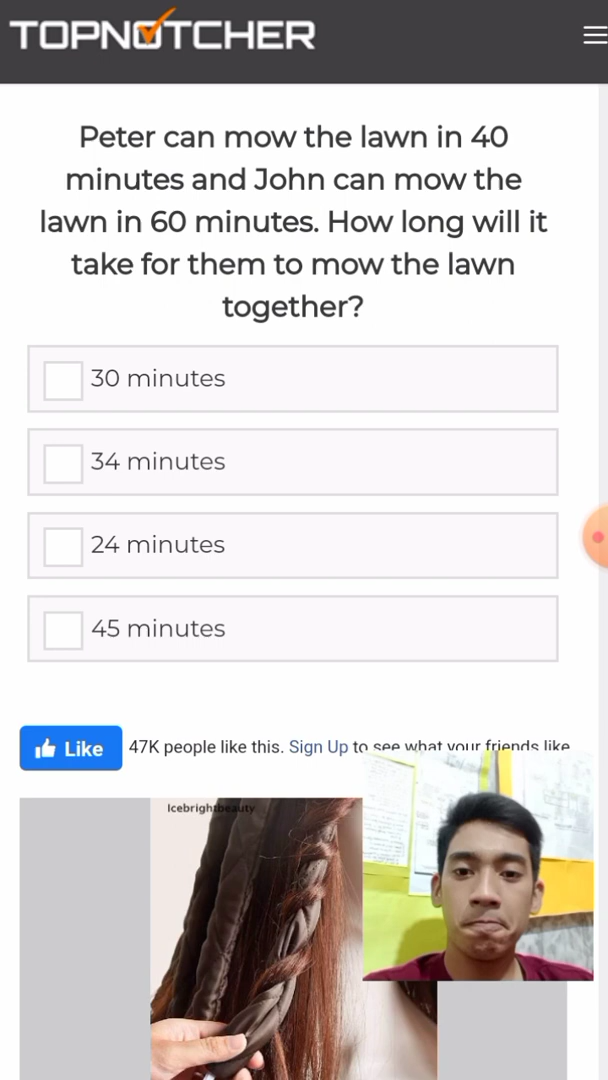 TOPNOTCHER
Peter can mow the lawn in 40
minutes and John can mow the
lawn in 60 minutes. How long will it
take for them to mow the lawn
together?
30 minutes
34 minutes
24 minutes
45 minutes
Like 47K people like this. Sign Up to see what your friends like
Icebrightbeauty